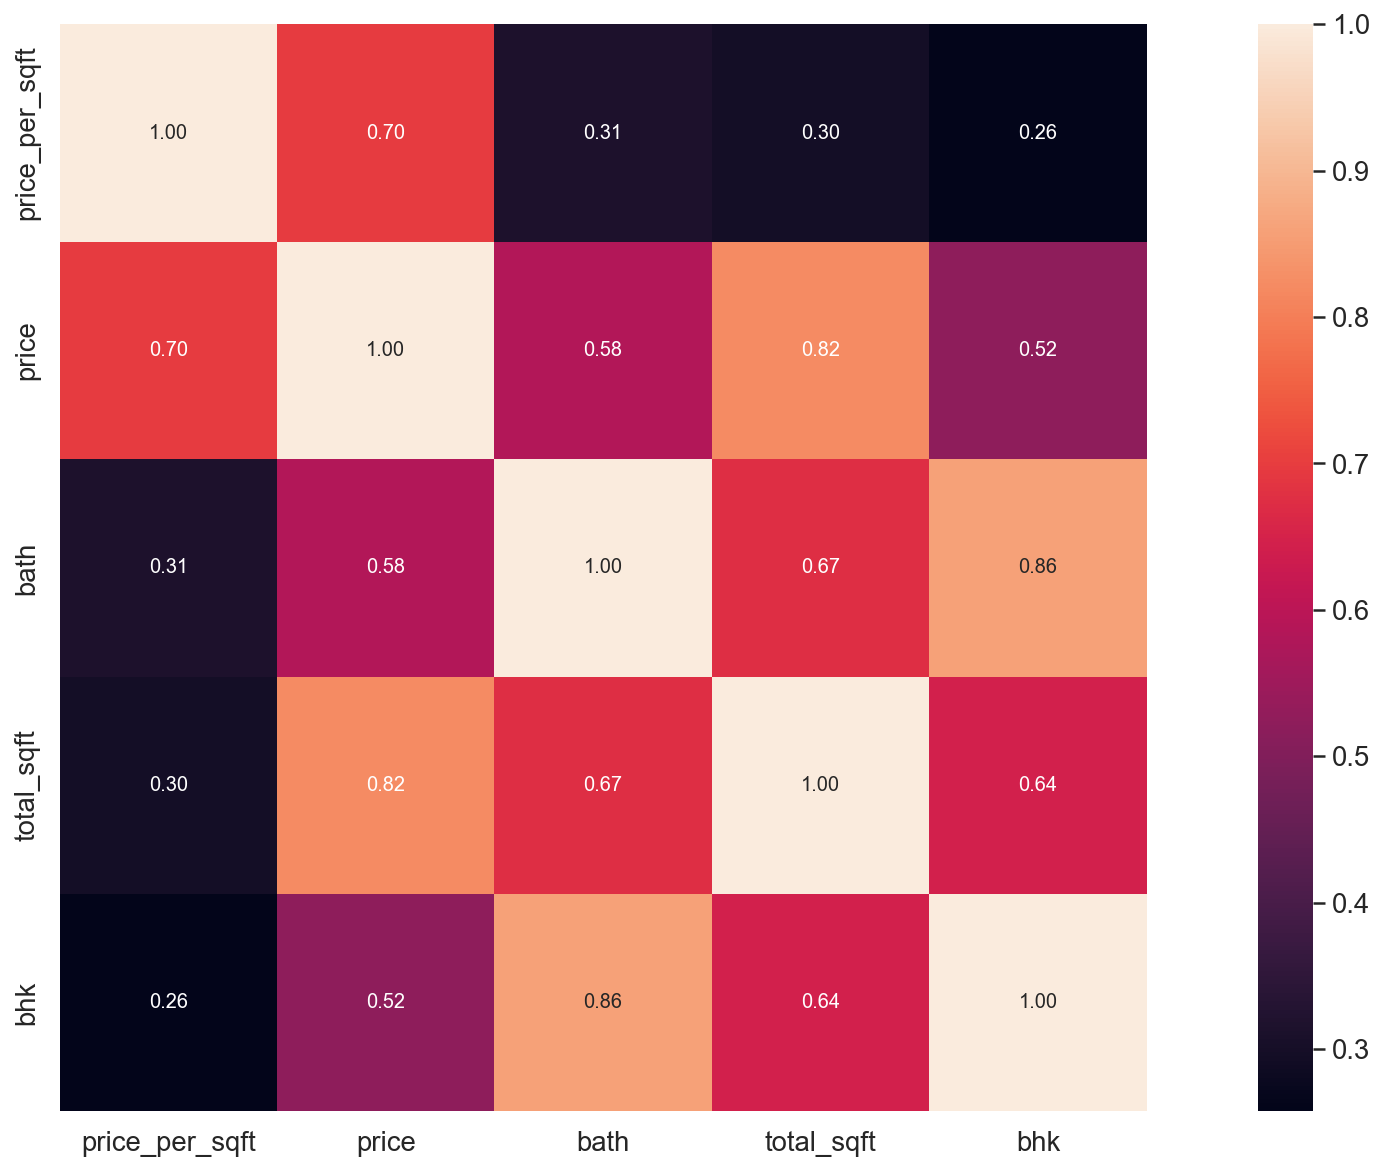 price_per_sqft 1.00 0.70 0.31 0.30 0.26
price 0.70 1.00 0.58 0.82 0.52
bath 0.31 0.58 1.00 0.67 0.86
total_sqft 0.30 0.82 0.67 1.00 0.64
bhk 0.26 0.52 0.86 0.64 1.00
price_per_sqft price bath total_sqft bhk
1.0
0.9
0.8
0.7
0.6
0.5
0.4
0.3